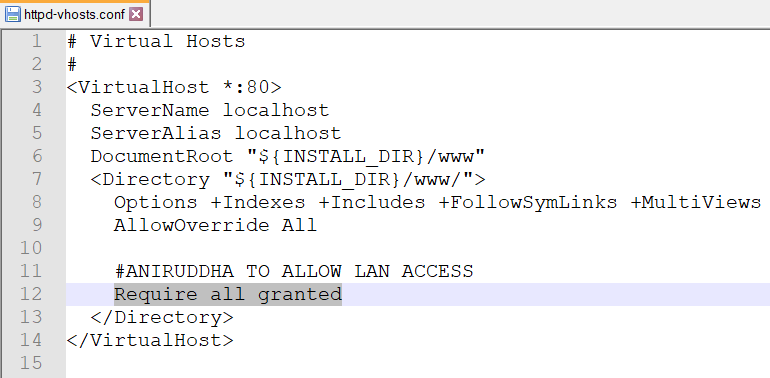 httpd-vhosts.conf
1 # Virtual Hosts
2 #
3 <VirtualHost *:80>
4   ServerName localhost
5   ServerAlias localhost
6   DocumentRoot "${INSTALL_DIR}/www"
7   <Directory "${INSTALL_DIR}/www/">
8     Options +Indexes +Includes +FollowSymLinks +MultiViews
9     AllowOverride All
10
11     #ANIRUDDHA TO ALLOW LAN ACCESS
12     Require all granted
13   </Directory>
14 </VirtualHost>
15